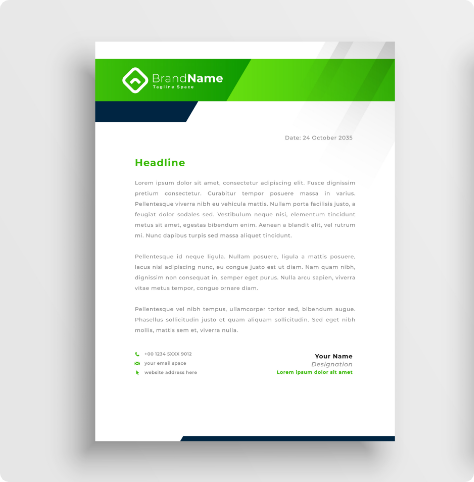 BrandName
Tagline Space
Date: 24 October 2035
Headline
Lorem ipsum dolor sit amet, consectetur adipiscing elit. Fusce dignissim
pretium consectetur. Curabitur tempor posuere massa in varius.
Pellentesque viverra nibh eu vehicula mattis. Nullam porta facilisis justo, a
feugiat dolor sodales sed. Vestibulum neque nisi, elementum tincidunt
metus sit amet, egestas bibendum enim. Aenean a blandit elit, vel rutrum
mi. Nunc dapibus turpis sed massa aliquet tincidunt.
Pellentesque id neque ligula. Nullam posuere, ligula a mattis posuere,
lacus nisl adipiscing nunc, eu congue justo est ut diam. Nam quam nibh,
dignissim non consequat in, semper eget purus. Nulla arcu sapien, viverra
vitae metus tempor, congue ornare diam.
Pellentesque vel nibh tempus, ullamcorper tortor sed, bibendum augue.
Phasellus sollicitudin justo et quam aliquam sollicitudin. Sed eget nibh
mollis, mattis sem et, viverra nulla.
+00 1234 5XXX 9012
your email space
website address here
Your Name
Designation
Lorem ipsum dolor sit amet